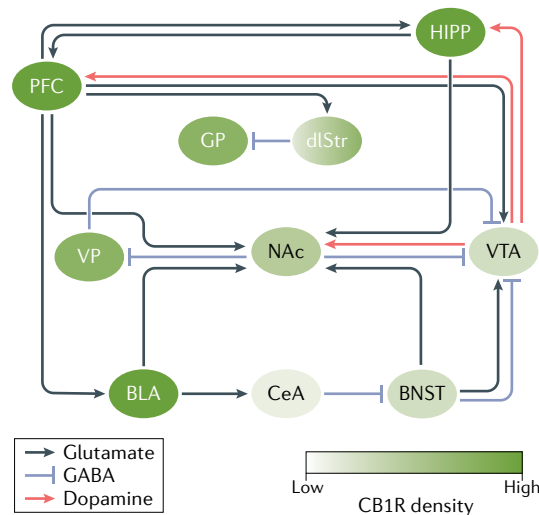 HIPP
PFC
GP
dlStr
VP
NAc
VTA
BLA
CeA
BNST
Glutamate
GABA
Dopamine
Low
High
CB1R density